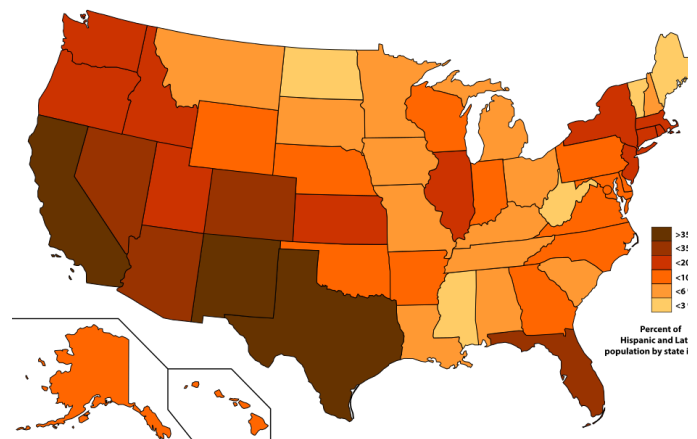 >35
<35
<20
<10
<6
<3
Percent of
Hispanic and Lat
population by state i